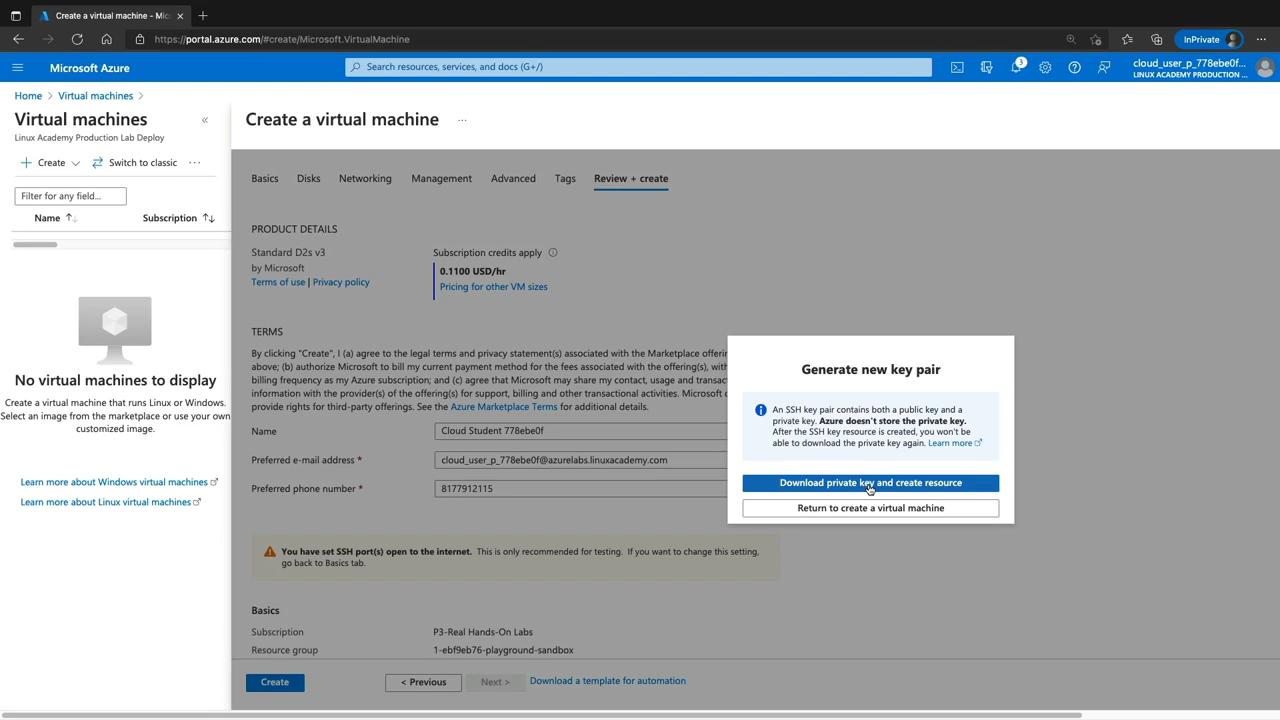 Create a virtual machine - Mic
https://portal.azure.com/#create/Microsoft.VirtualMachine
InPrivate
Microsoft Azure
Search resources, services, and docs (G+/)
3
cloud_user_p_778ebe0f...
LINUX ACADEMY PRODUCTION ...
Home > Virtual machines >
Virtual machines
Linux Academy Production Lab Deploy
Create
Switch to classic
Filter for any field...
Name
Subscription
No virtual machines to display
Create a virtual machine that runs Linux or Windows.
Select an image from the marketplace or use your own
customized image.
Learn more about Windows virtual machines
Learn more about Linux virtual machines
Create a virtual machine ...
Basics Disks Networking Management Advanced Tags Review + create
PRODUCT DETAILS
Standard D2s v3
by Microsoft
Terms of use | Privacy policy
Subscription credits apply
0.1100 USD/hr
Pricing for other VM sizes
TERMS
By clicking "Create", I (a) agree to the legal terms and privacy statement(s) associated with the Marketplace
above; (b) authorize Microsoft to bill my current payment method for the fees associated with the offering(s),
billing frequency as my Azure subscription; and (c) agree that Microsoft may share my contact, usage and
information with the provider(s) of the offering(s) for support, billing and other transactional activities. Microsoft
provide rights for third-party offerings. See the Azure Marketplace Terms for additional details.
Name
Cloud Student 778ebe0f
Preferred e-mail address *
cloud_user_p_778ebe0f@azurelabs.linuxacademy.com
Preferred phone number *
8177912115
You have set SSH port(s) open to the internet. This is only recommended for testing. If you want to change this setting,
go back to Basics tab.
Basics
Subscription
P3-Real Hands-On Labs
Resource group
1-ebf9eb76-playground-sandbox
Create
< Previous
Next >
Download a template for automation
Generate new key pair
An SSH key pair contains both a public key and a
private key. Azure doesn't store the private key.
After the SSH key resource is created, you won't be
able to download the private key again. Learn more
Download private key and create resource
Return to create a virtual machine